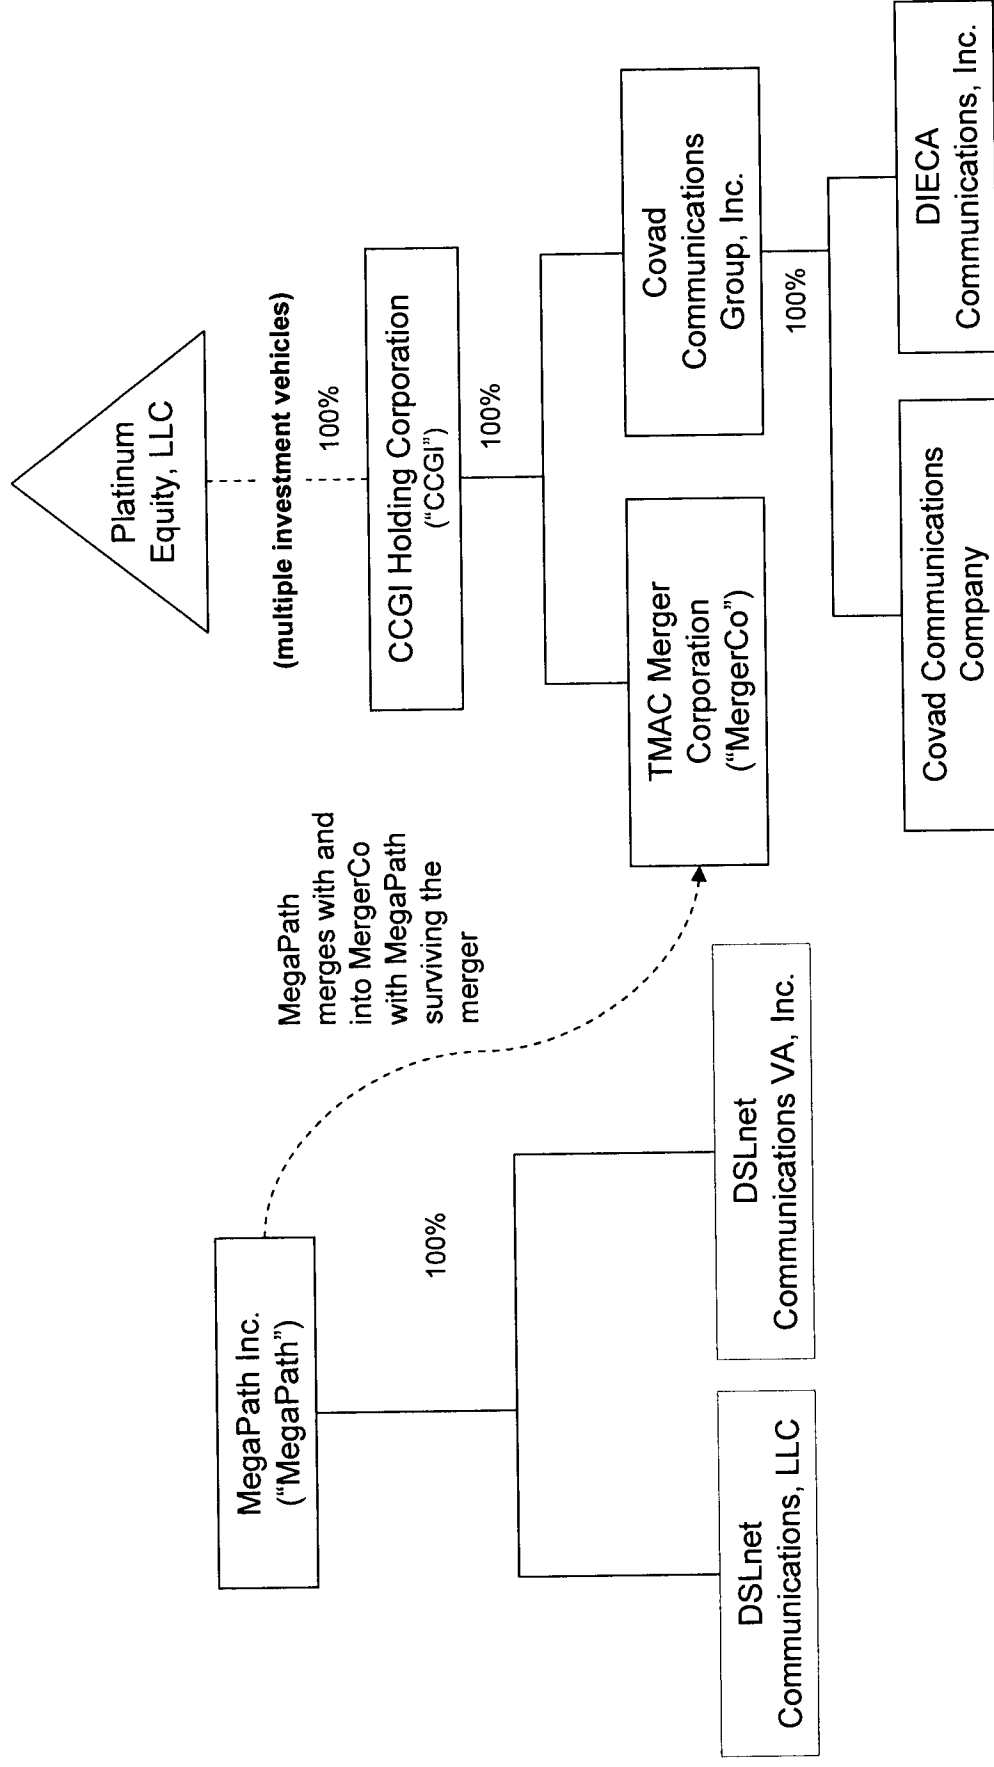 Platinum
Equity, LLC
(multiple investment vehicles)
100%
CCGI Holding Corporation
(“CCGI”)
100%
TMAC Merger
Corporation
(“MergerCo”)
Covad
Communications
Group, Inc.
100%
Covad Communications
Company
DIECA
Communications, Inc.
MegaPath
merges with and
into MergerCo
with MegaPath
surviving the
merger
MegaPath Inc.
(“MegaPath”)
100%
DSLnet
Communications, LLC
DSLnet
Communications VA, Inc.